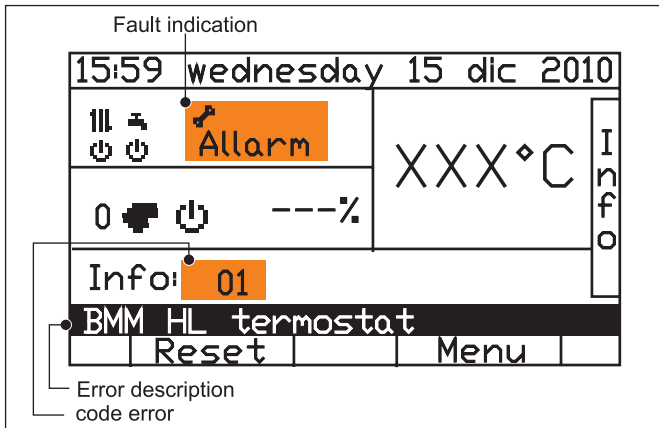 Fault indication
15:59 wednesday 15 dic 2010
Allarm
XXX°C
Info
0 ---%
Info: 01
BMM HL termostat
Reset Menu
Error description
code error